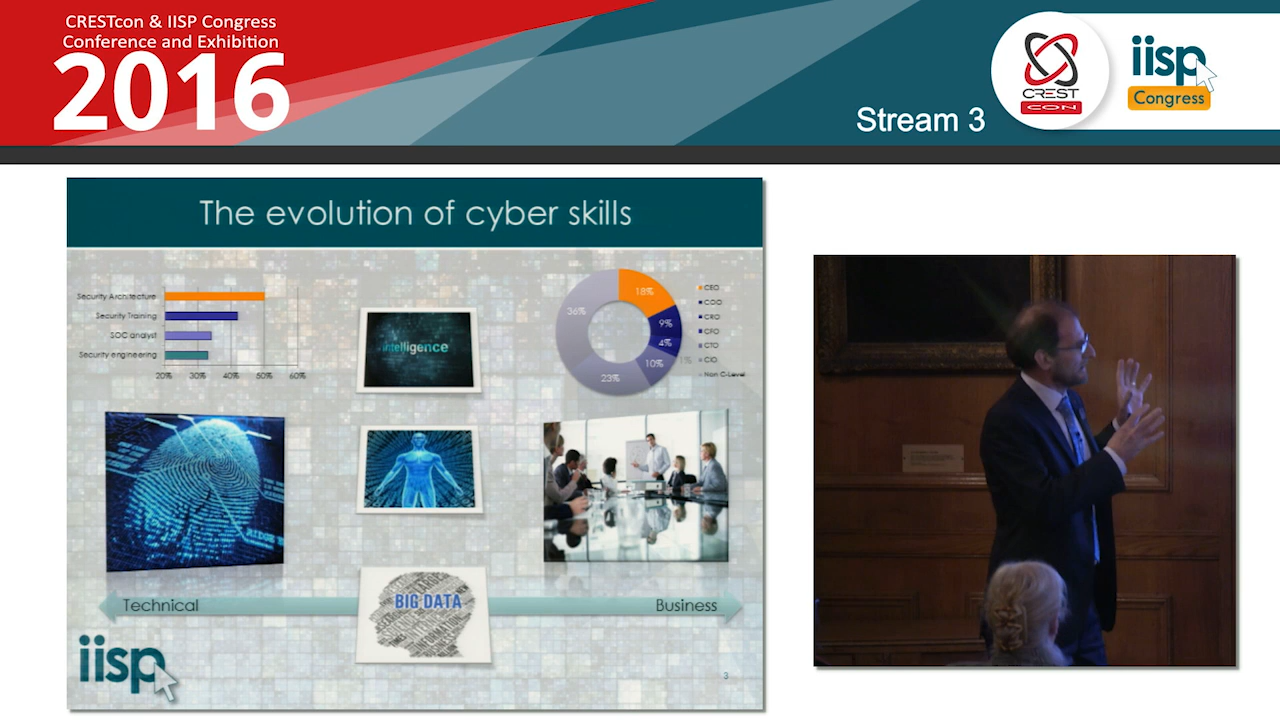 CRESTcon & IISP Congress
Conference and Exhibition
2016
Stream 3
CREST
CON
iisp
Congress
The evolution of cyber skills
Security Architecture
Security Training
SOC analyst
Security engineering
20% 30% 40% 50% 60%
intelligence
18%
9%
4%
10%
1%
23%
36%
CEO
COO
CRO
CFO
CTO
CIO
Non C-Level
Technical
BIG DATA
Business
iisp
3